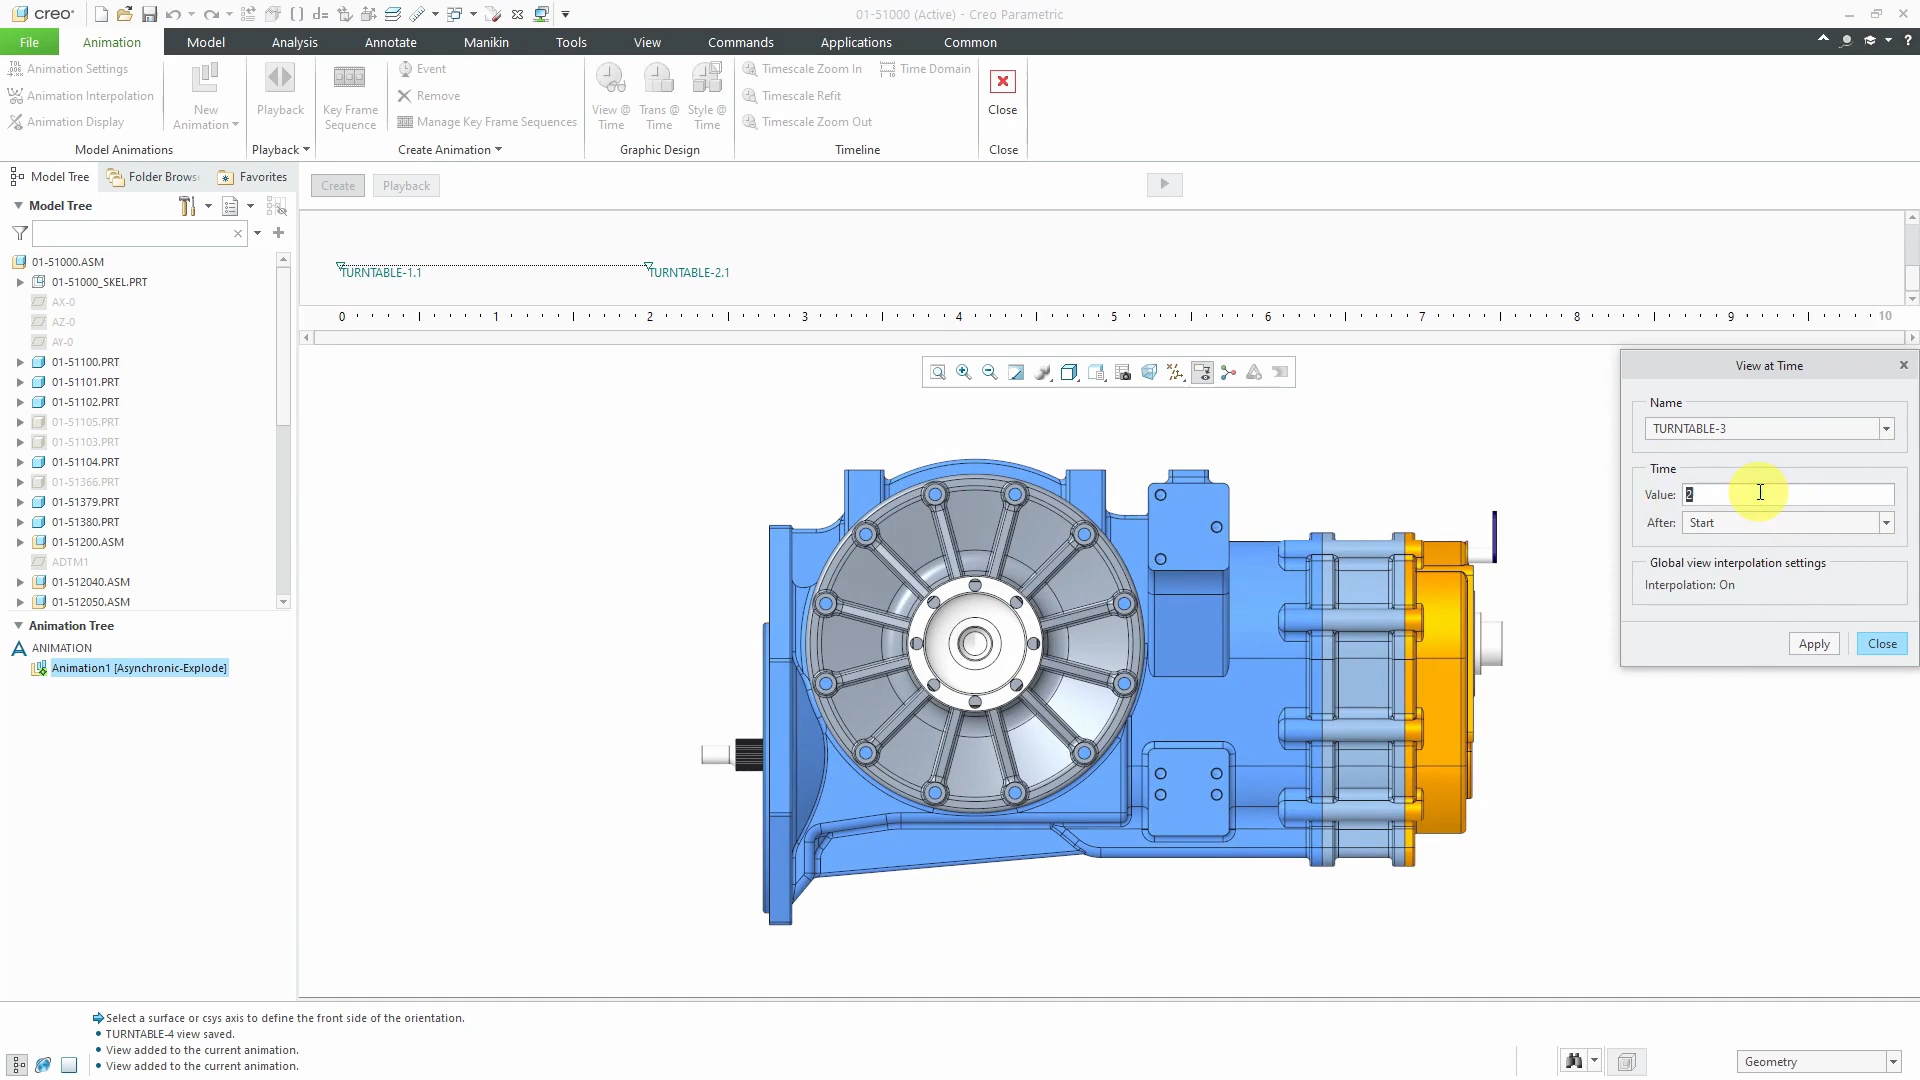 creo
01-51000 (Active) - Creo Parametric
File Animation Model Analysis Annotate Manikin Tools View Commands Applications Common
Animation Settings
Animation Interpolation
Animation Display
New
Animation
Model Animations
Playback
Playback
Key Frame
Sequence
Event
Remove
Manage Key Frame Sequences
Create Animation
View @
Time
Trans @
Time
Style @
Time
Graphic Design
Timescale Zoom In
Timescale Refit
Timescale Zoom Out
Time Domain
Timeline
Close
Close
Model Tree
Favorites
Create Playback
Model Tree
TURNTABLE-1.1 TURNTABLE-2.1
0 1 2 3 4 5 6 7 8 9 10
01-51000.ASM
01-51000_SKEL.PRT
AX-0
AZ-0
AY-0
01-51100.PRT
01-51101.PRT
01-51102.PRT
01-51105.PRT
01-51103.PRT
01-51104.PRT
01-51366.PRT
01-51379.PRT
01-51380.PRT
01-51200.ASM
ADTM1
01-512040.ASM
01-512050.ASM
Animation Tree
ANIMATION
Animation1 [Asynchronic-Explode]
View at Time
Name
TURNTABLE-3
Time
Value: 2
After: Start
Global view interpolation settings
Interpolation: On
Apply Close
Select a surface or csys axis to define the front side of the orientation.
• TURNTABLE-4 view saved.
• View added to the current animation.
• View added to the current animation.
Geometry